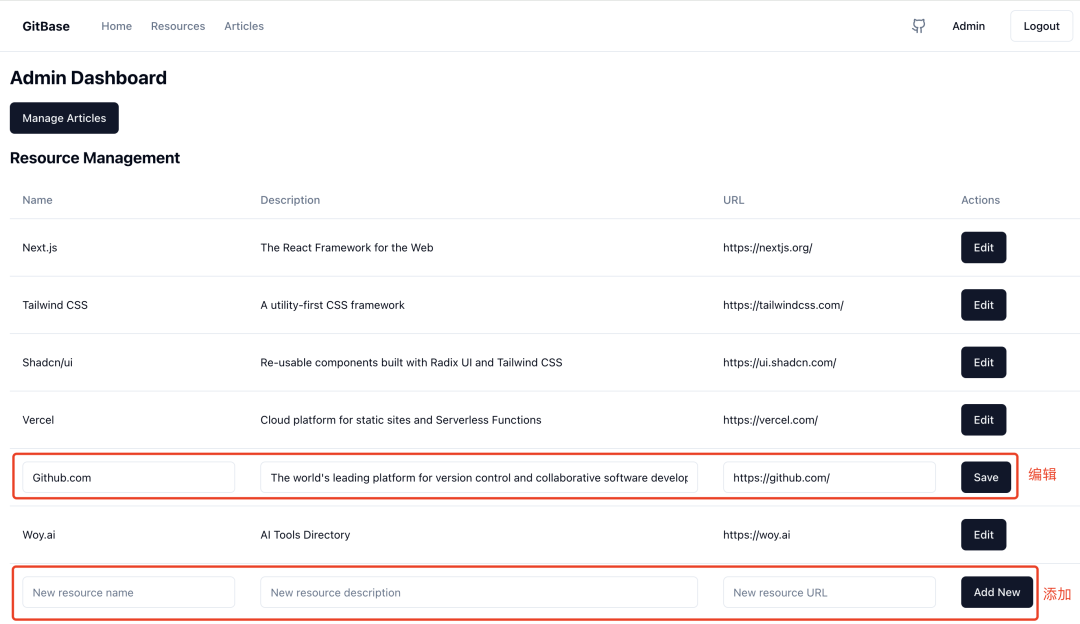 GitBase Home Resources Articles Admin Logout
Admin Dashboard
Manage Articles
Resource Management
Name Description URL Actions
Next.js The React Framework for the Web https://nextjs.org/ Edit
Tailwind CSS A utility-first CSS framework https://tailwindcss.com/ Edit
Shadcn/ui Re-usable components built with Radix UI and Tailwind CSS https://ui.shadcn.com/ Edit
Vercel Cloud platform for static sites and Serverless Functions https://vercel.com/ Edit
Github.com The world's leading platform for version control and collaborative software develop https://github.com/ Save 编辑
Woy.ai AI Tools Directory https://woy.ai Edit
New resource name New resource description New resource URL Add New 添加